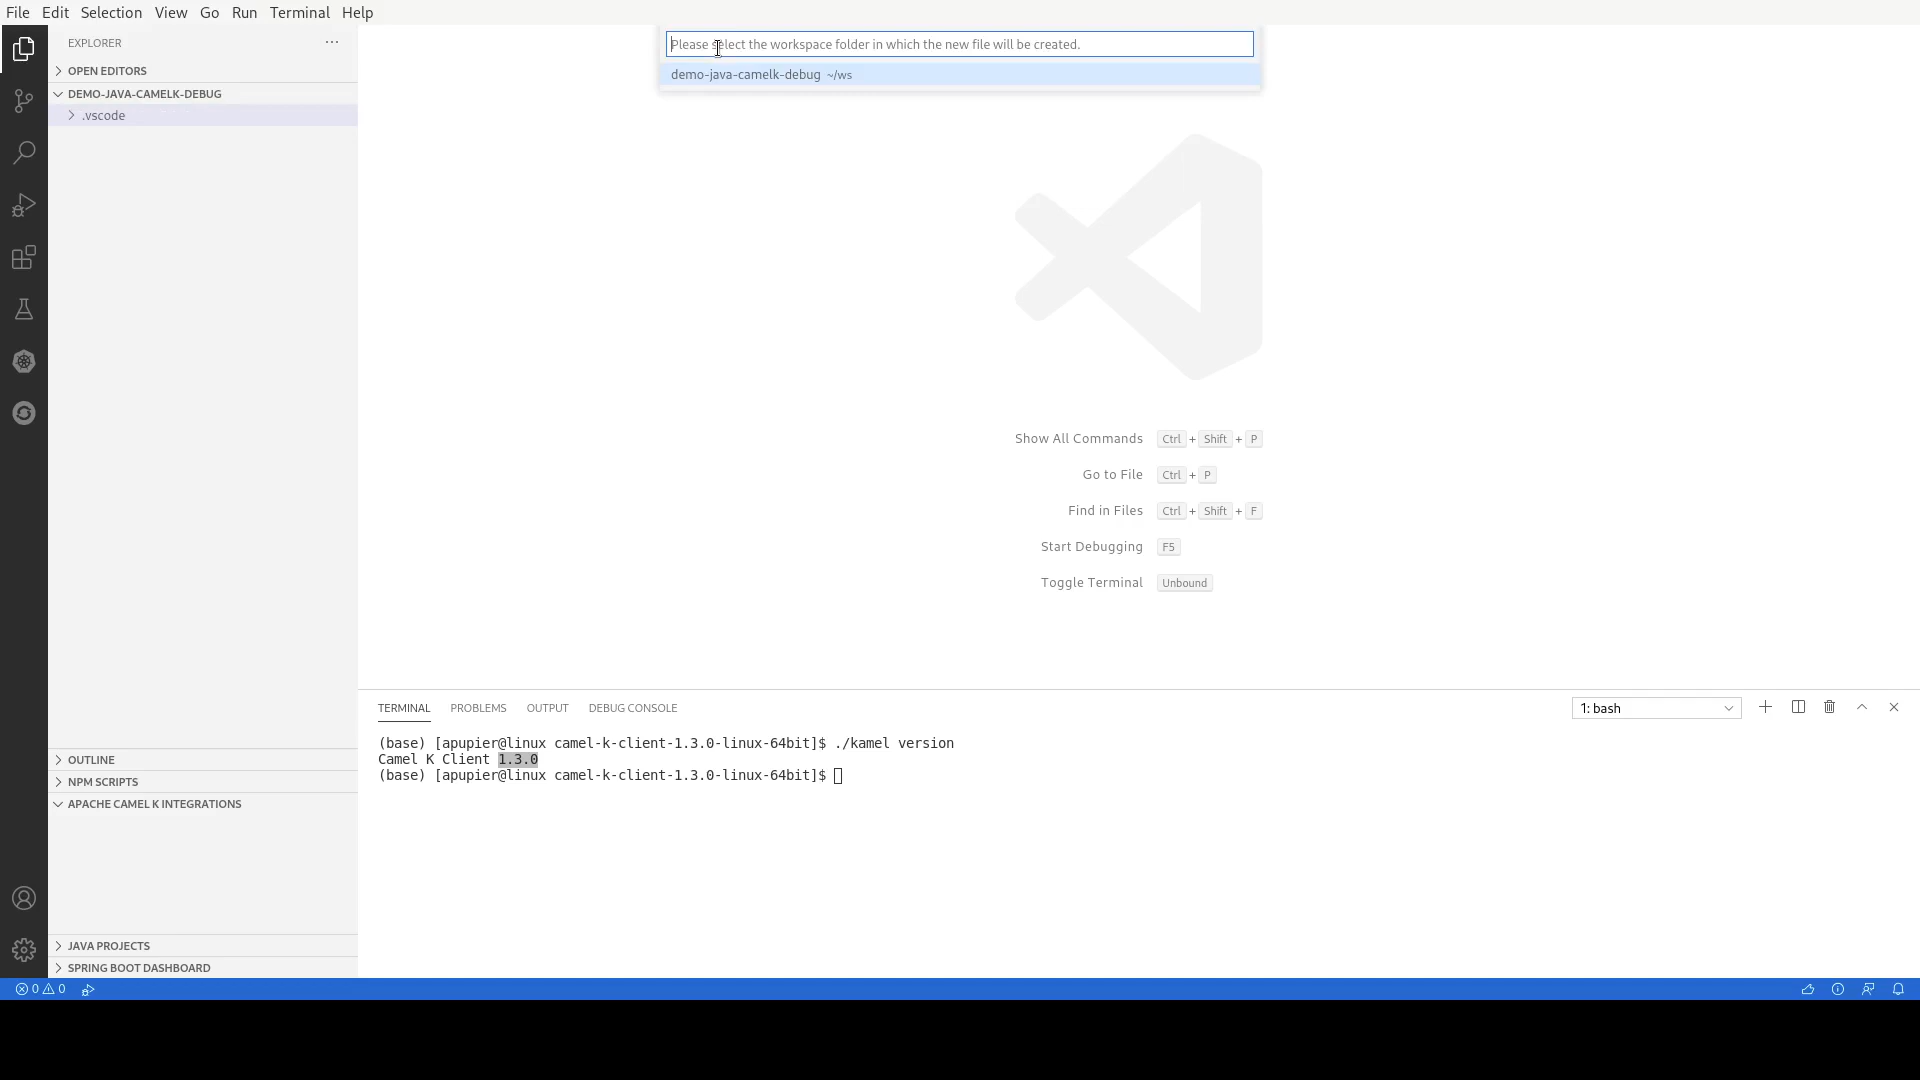 File Edit Selection View Go Run Terminal Help
EXPLORER
OPEN EDITORS
DEMO-JAVA-CAMELK-DEBUG
.vscode
Please select the workspace folder in which the new file will be created.
demo-java-camelk-debug ~/ws
Show All Commands Ctrl + Shift + P
Go to File Ctrl + P
Find in Files Ctrl + Shift + F
Start Debugging F5
Toggle Terminal Unbound
TERMINAL PROBLEMS OUTPUT DEBUG CONSOLE
1: bash
(base) [apupier@linux camel-k-client-1.3.0-linux-64bit]$ ./kamel version
Camel K Client 1.3.0
(base) [apupier@linux camel-k-client-1.3.0-linux-64bit]$
OUTLINE
NPM SCRIPTS
APACHE CAMEL K INTEGRATIONS
JAVA PROJECTS
SPRING BOOT DASHBOARD
0 0